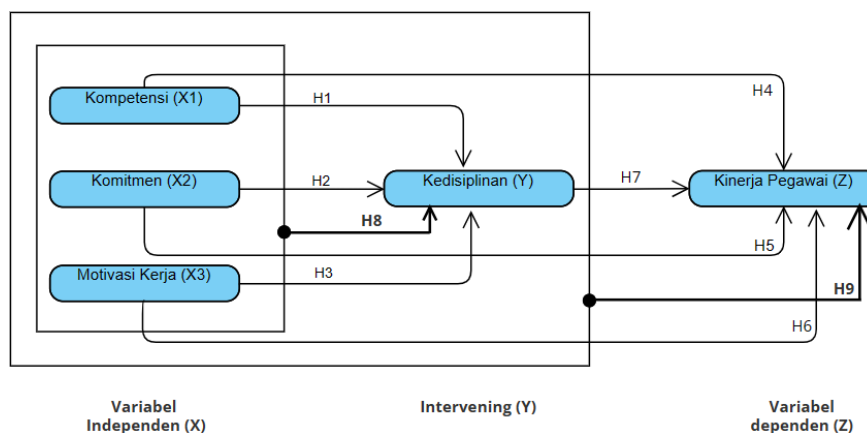 Kompetensi (X1)
H1
H4
Komitmen (X2)
H2
Kedisiplinan (Y)
H7
Kinerja Pegawai (Z)
H8
H5
Motivasi Kerja (X3)
H3
H9
H6
Variabel
Independen (X)
Intervening (Y)
Variabel
dependen (Z)